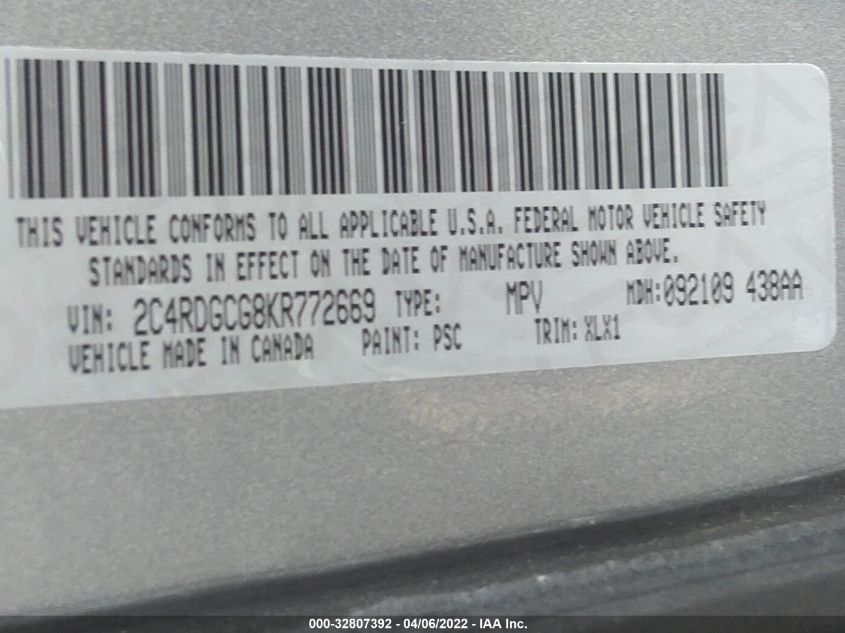 THIS VEHICLE CONFORMS TO ALL APPLICABLE U.S.A. FEDERAL MOTOR VEHICLE SAFETY
STANDARDS IN EFFECT ON THE DATE OF MANUFACTURE SHOWN ABOVE.
VIN: 2C4RDGCG8KR772669 TYPE: MPV MDH:092109 438AA
VEHICLE MADE IN CANADA PAINT: PSC TRIM: XLX1
000-32807392 - 04/06/2022 - IAA Inc.